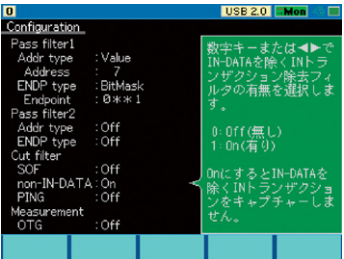 0
USB 2.0
Mon
Configuration
Pass filter1
Addr type :Value
Address : 7
ENDP type :BitMask
Endpoint :0**1
Pass filter2
Addr type :Off
ENDP type :Off
Cut filter
SOF :Off
non-IN-DATA:On
PING :Off
Measurement
OTG :Off
数字キーまたは◀▶で
IN-DATAを除くINトラ
ンザクション除去フィ
ルタの有無を選択しま
す。
0:Off(無し)
1:On(有り)
OnにするとIN-DATAを
除くINトランザクショ
ンをキャプチャーしま
せん。